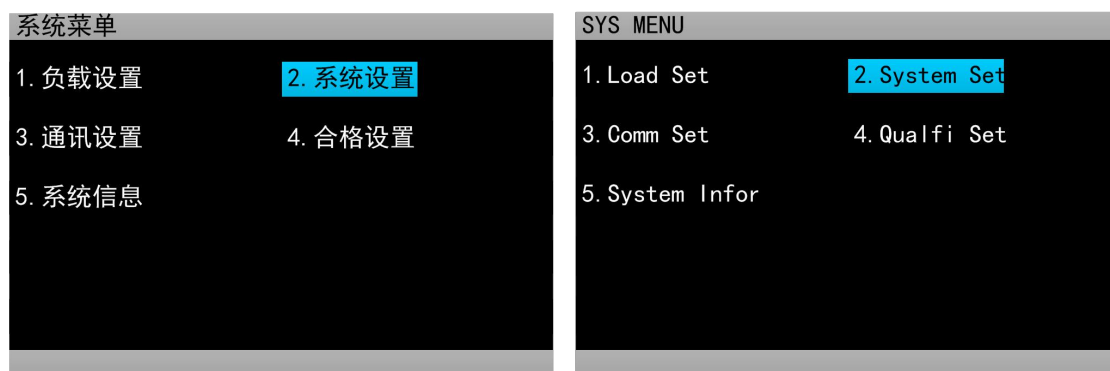 系统菜单
1.负载设置
2.系统设置
3.通讯设置
4.合格设置
5.系统信息
SYS MENU
1.Load Set
2.System Set
3.Comm Set
4.Qualfi Set
5.System Infor